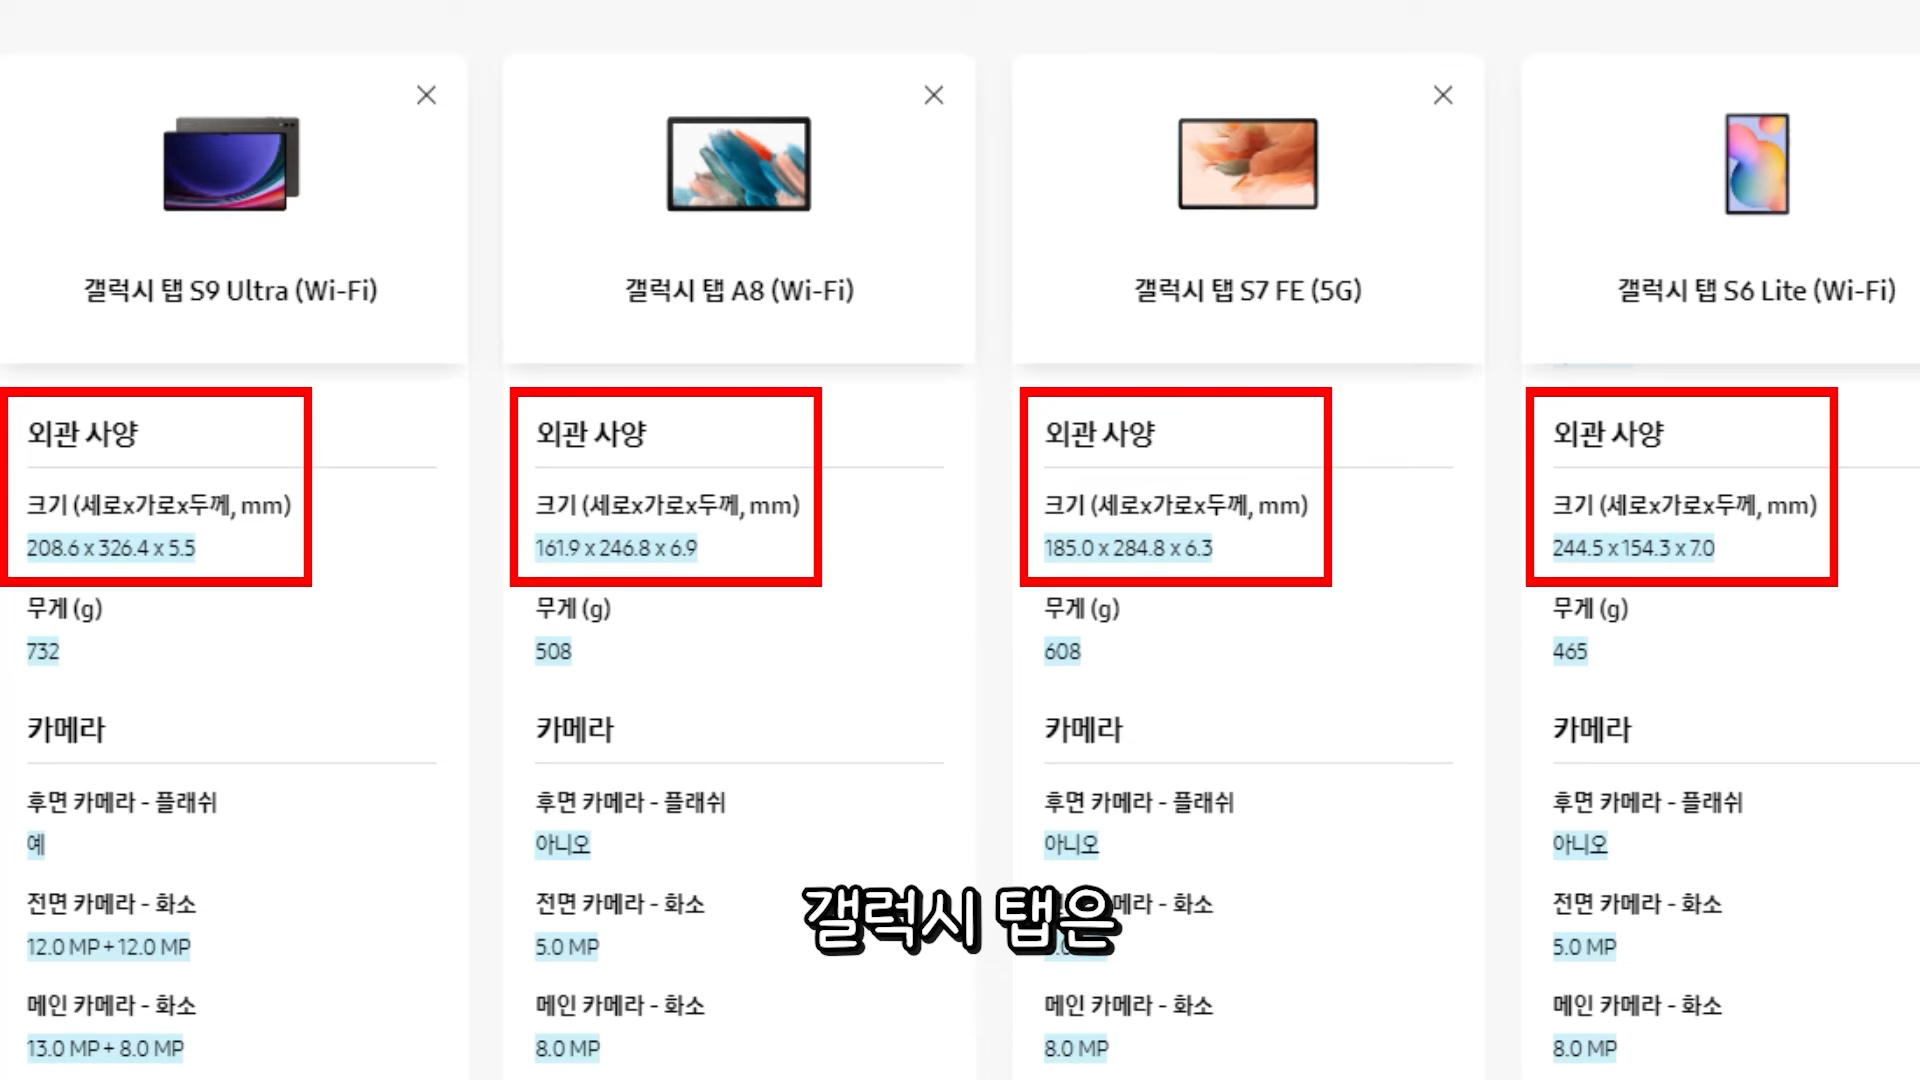 갤럭시 탭 S9 Ultra (Wi-Fi)
외관 사양
크기 (세로x가로x두께, mm)
208.6 x 326.4 x 5.5
무게 (g)
732
카메라
후면 카메라 - 플래쉬
예
전면 카메라 - 화소
12.0 MP + 12.0 MP
메인 카메라 - 화소
13.0 MP + 8.0 MP
갤럭시 탭 A8 (Wi-Fi)
외관 사양
크기 (세로x가로x두께, mm)
161.9 x 246.8 x 6.9
무게 (g)
508
카메라
후면 카메라 - 플래쉬
아니오
전면 카메라 - 화소
5.0 MP
메인 카메라 - 화소
8.0 MP
갤럭시 탭 S7 FE (5G)
외관 사양
크기 (세로x가로x두께, mm)
185.0 x 284.8 x 6.3
무게 (g)
608
카메라
후면 카메라 - 플래쉬
아니오
메라 - 화소
메인 카메라 - 화소
8.0 MP
갤럭시 탭 S6 Lite (Wi-Fi)
외관 사양
크기 (세로x가로x두께, mm)
244.5 x 154.3 x 7.0
무게 (g)
465
카메라
후면 카메라 - 플래쉬
아니오
전면 카메라 - 화소
5.0 MP
메인 카메라 - 화소
8.0 MP
갤럭시 탭은